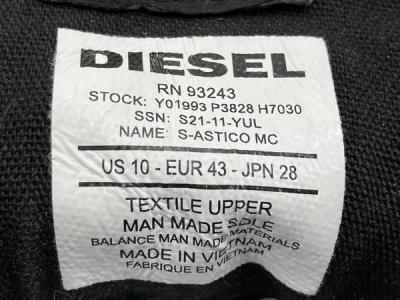 DIESEL
RN 93243
STOCK: Y01993 P3828 H7030
SSN: S21-11-YUL
NAME: S-ASTICO MC
US 10 - EUR 43 - JPN 28
TEXTILE UPPER
MAN MADE SOLE
BALANCE MAN MADE MATERIALS
MADE IN VIETNAM
FABRIQUE EN VIETNAM